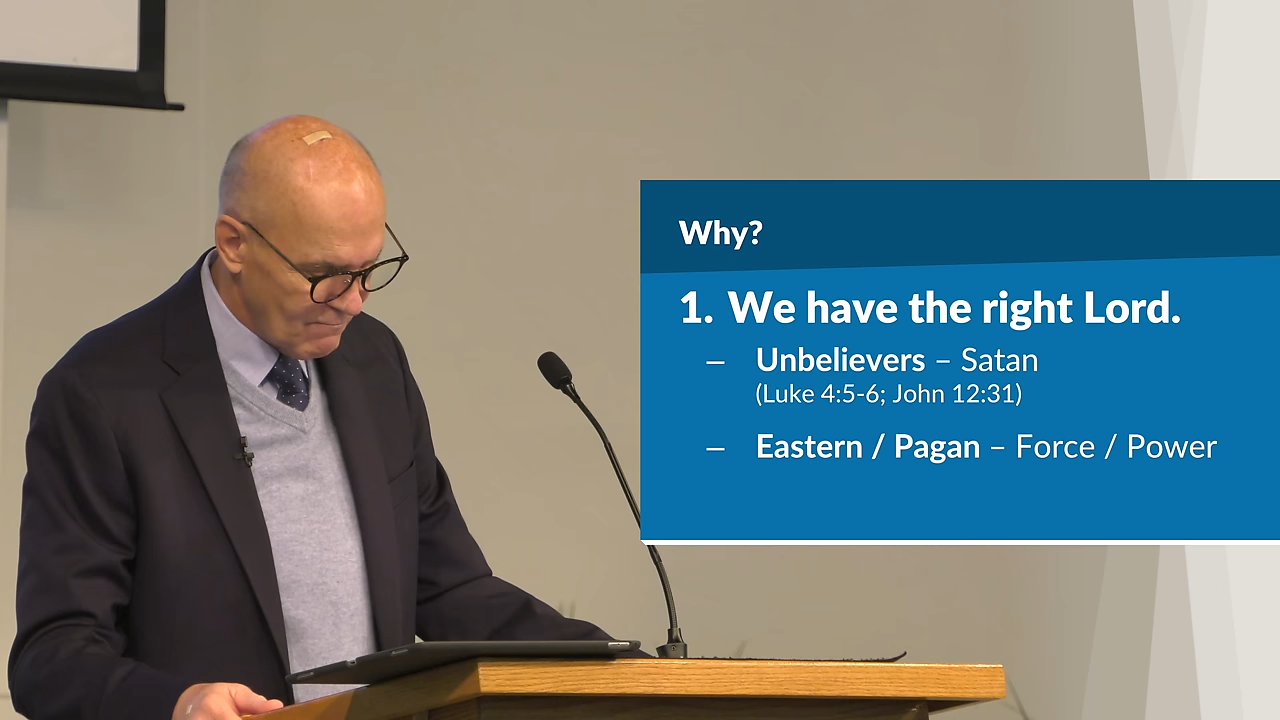 Why?
1. We have the right Lord.
– Unbelievers – Satan
(Luke 4:5-6; John 12:31)
– Eastern / Pagan – Force / Power